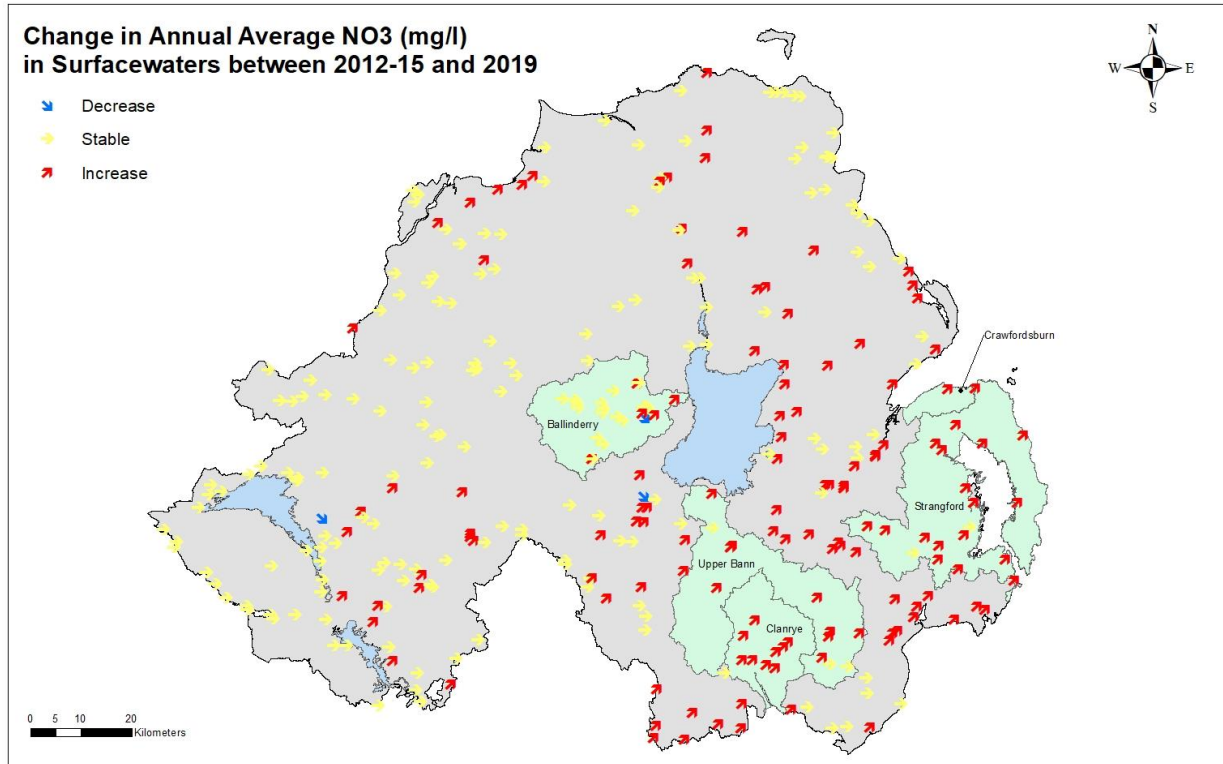 Change in Annual Average NO3 (mg/l)
in Surfacewaters between 2012-15 and 2019
N
W E
S
Decrease
Stable
Increase
Crawfordsburn
Ballinderry
Strangford
Upper Bann
Clanrye
0 5 10 20
Kilometers